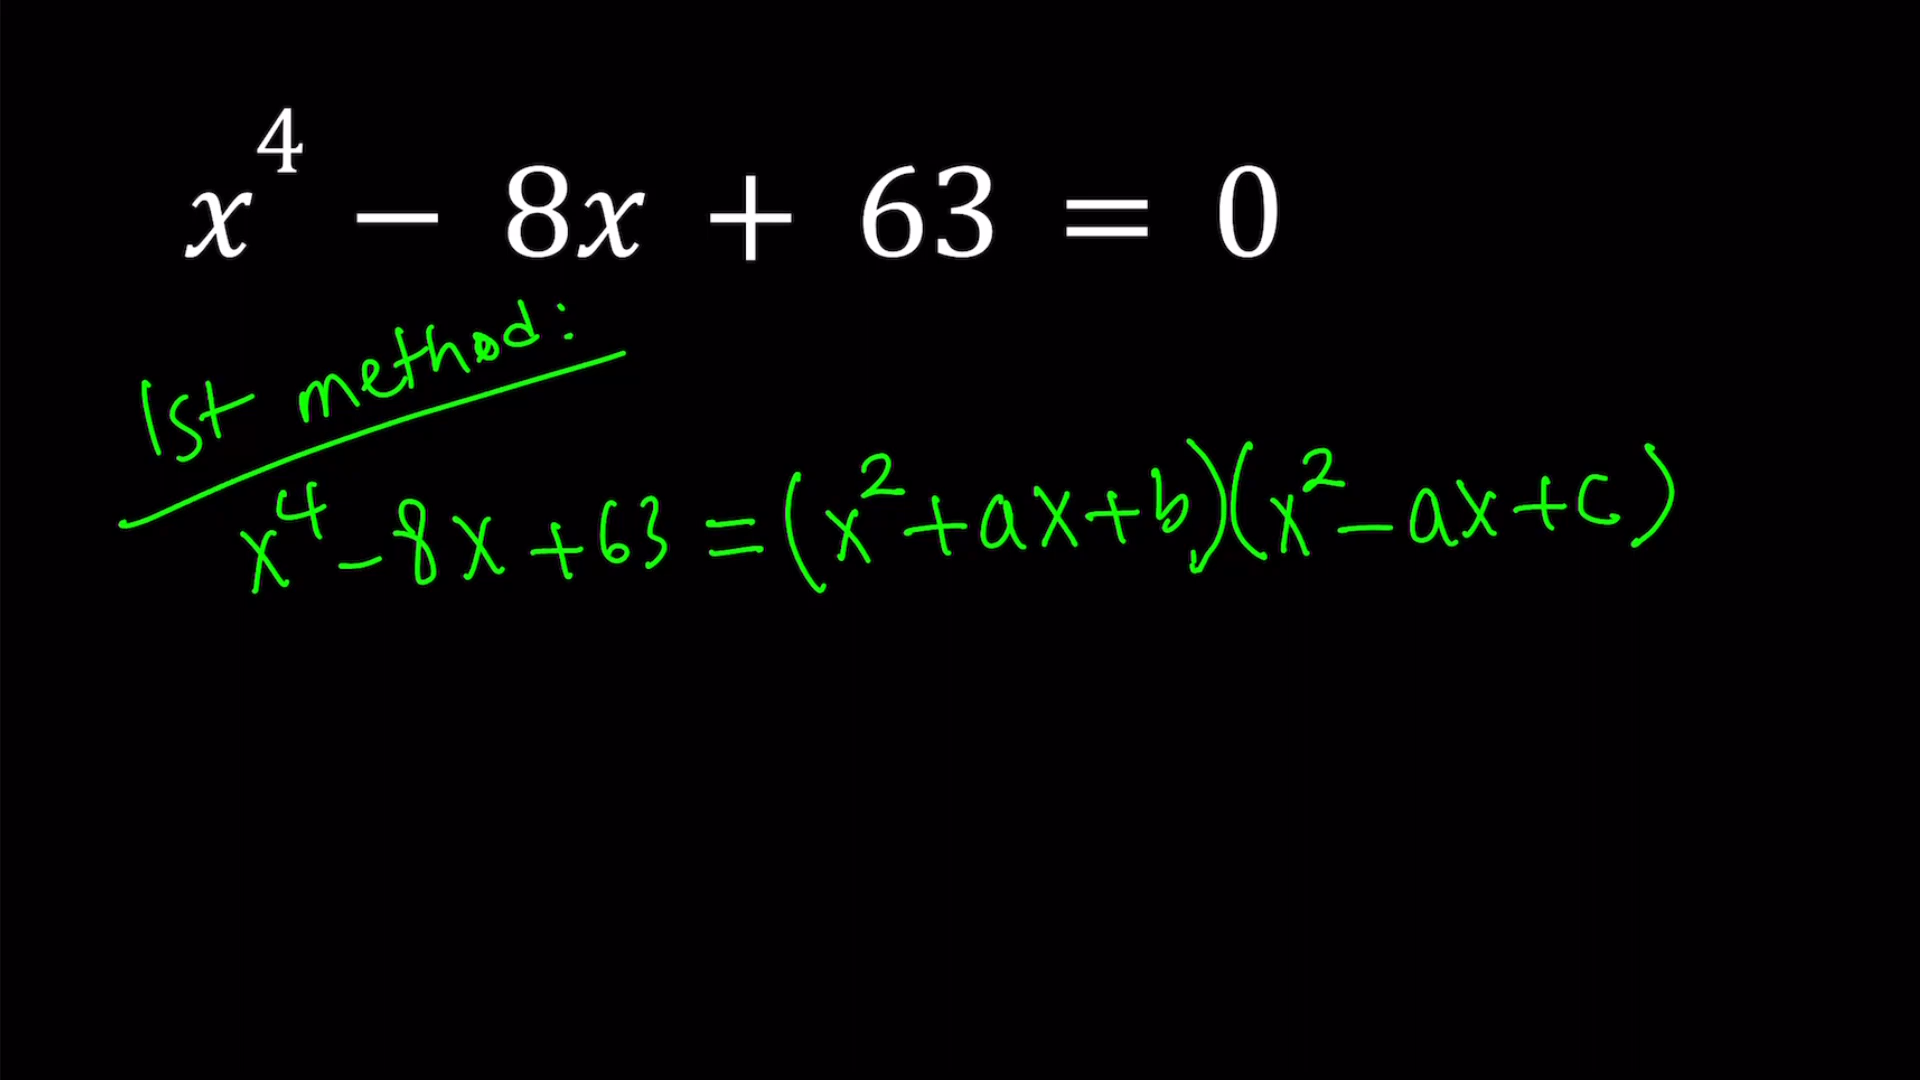 x⁴ − 8x + 63 = 0
1st method:
x⁴ − 8x + 63 = (x² + ax + b)(x² − ax + c)